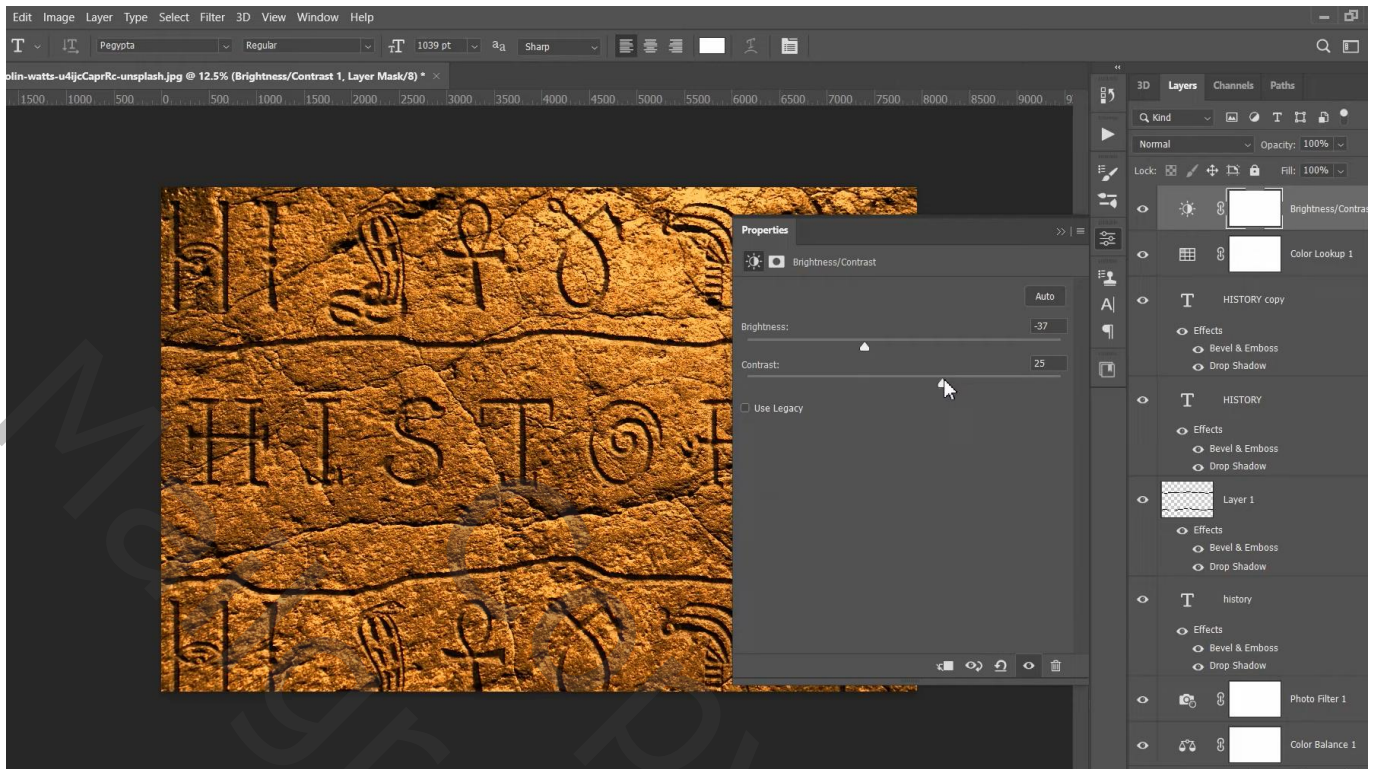 Edit Image Layer Type Select Filter 3D View Window Help
T Pegypta Regular 1039 pt Sharp
olin-watts-u4ijcCaprRc-unsplash.jpg @ 12.5% (Brightness/Contrast 1, Layer Mask/8) * ×
1500 1000 500 0 500 1000 1500 2000 2500 3000 3500 4000 4500 5000 5500 6000 6500 7000 7500 8000 8500 9000 9
3D Layers Channels Paths
Kind
Normal Opacity: 100%
Lock: Fill: 100%
Brightness/Contras
Color Lookup 1
T HISTORY copy
Effects
Bevel & Emboss
Drop Shadow
T HISTORY
Effects
Bevel & Emboss
Drop Shadow
Layer 1
Effects
Bevel & Emboss
Drop Shadow
T history
Effects
Bevel & Emboss
Drop Shadow
Photo Filter 1
Color Balance 1
Properties
Brightness/Contrast
Auto
Brightness: -37
Contrast: 25
Use Legacy
HISTO